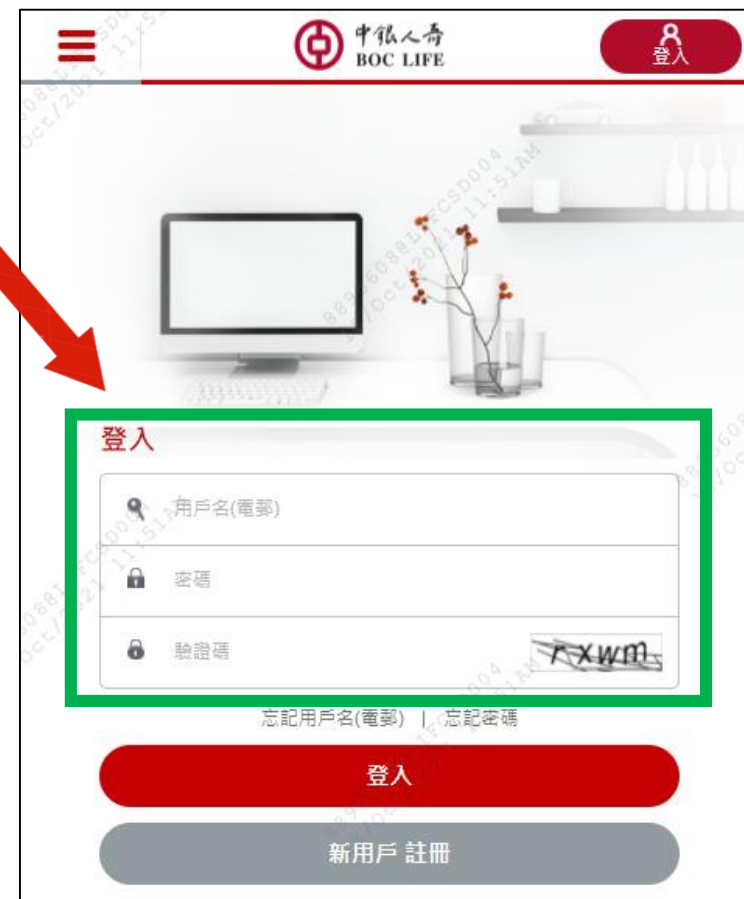 中銀人壽
BOC LIFE
登入
登入
用戶名(電郵)
密碼
驗證碼
rxwm
忘記用戶名(電郵) | 忘記密碼
登入
新用戶 註冊